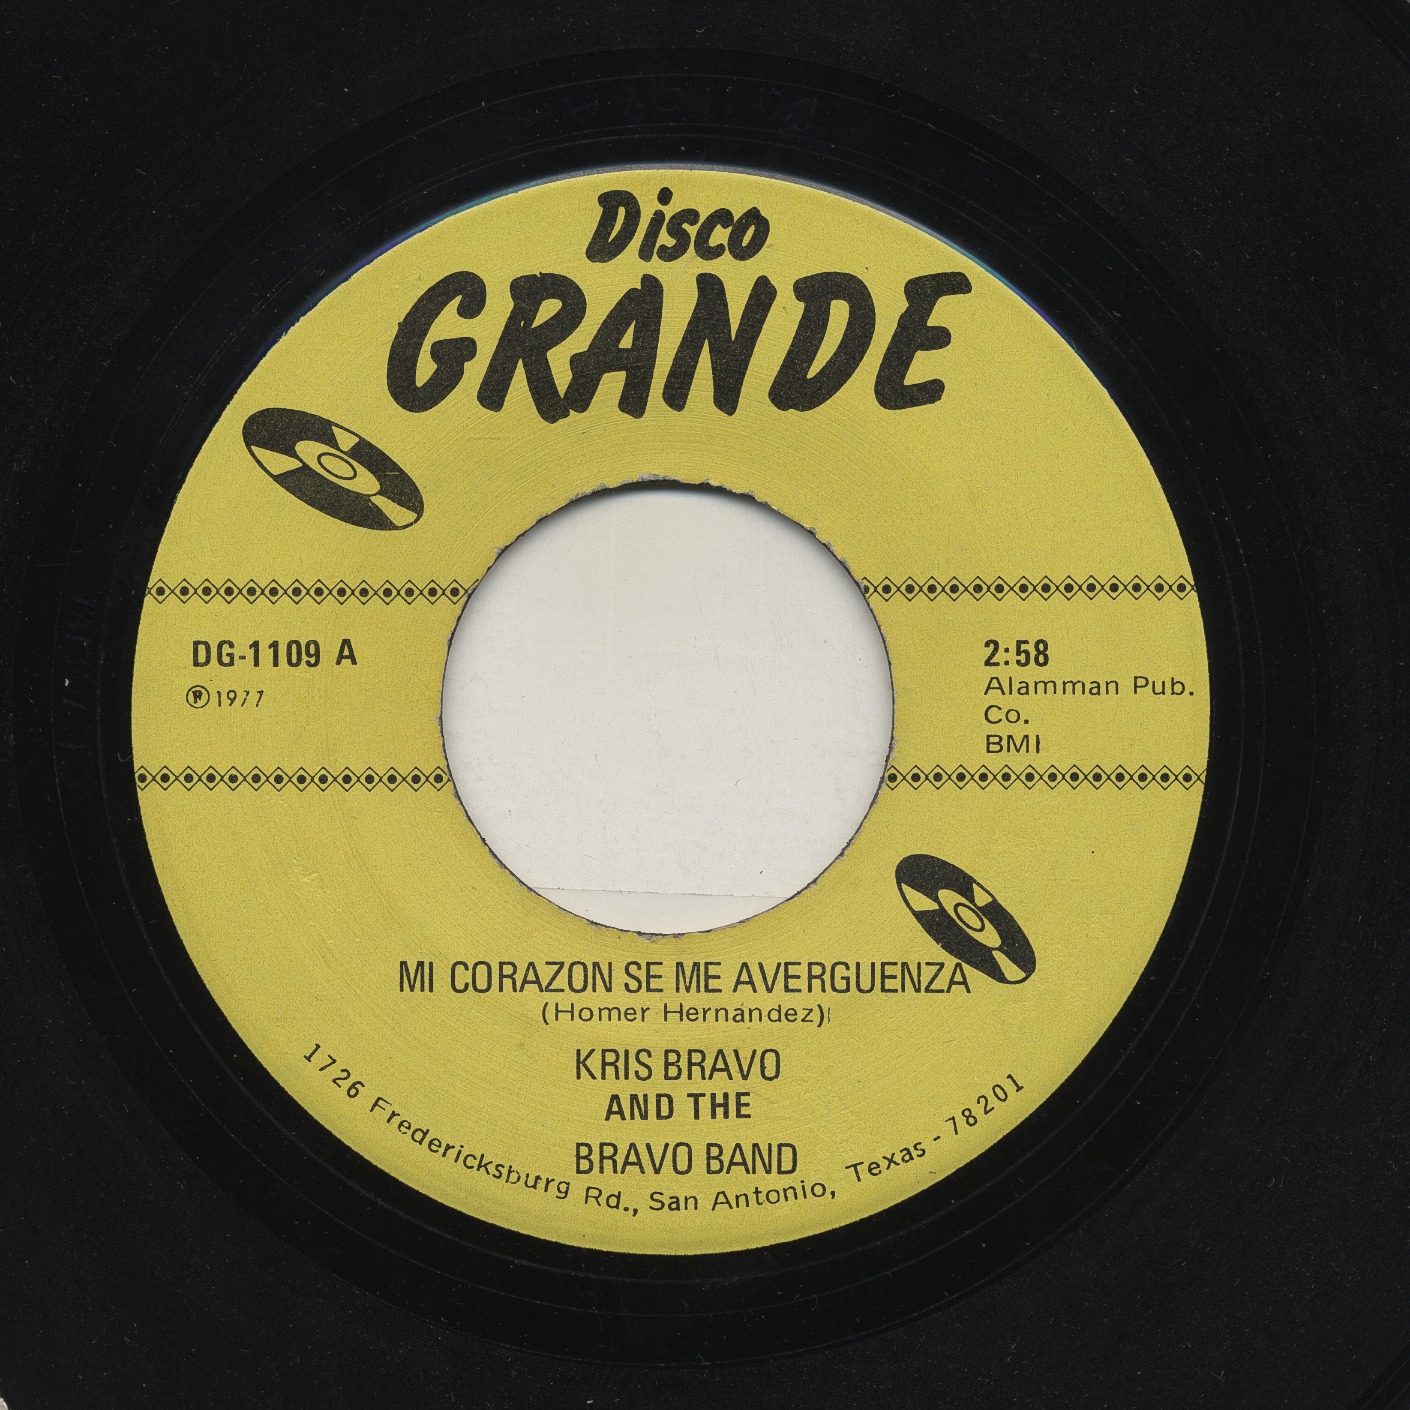 Disco
GRANDE
DG-1109 A
℗ 1977
2:58
Alamman Pub.
Co.
BMI
MI CORAZON SE ME AVERGUENZA
(Homer Hernandez)
KRIS BRAVO
AND THE
BRAVO BAND
1726 Fredericksburg Rd., San Antonio, Texas - 78201